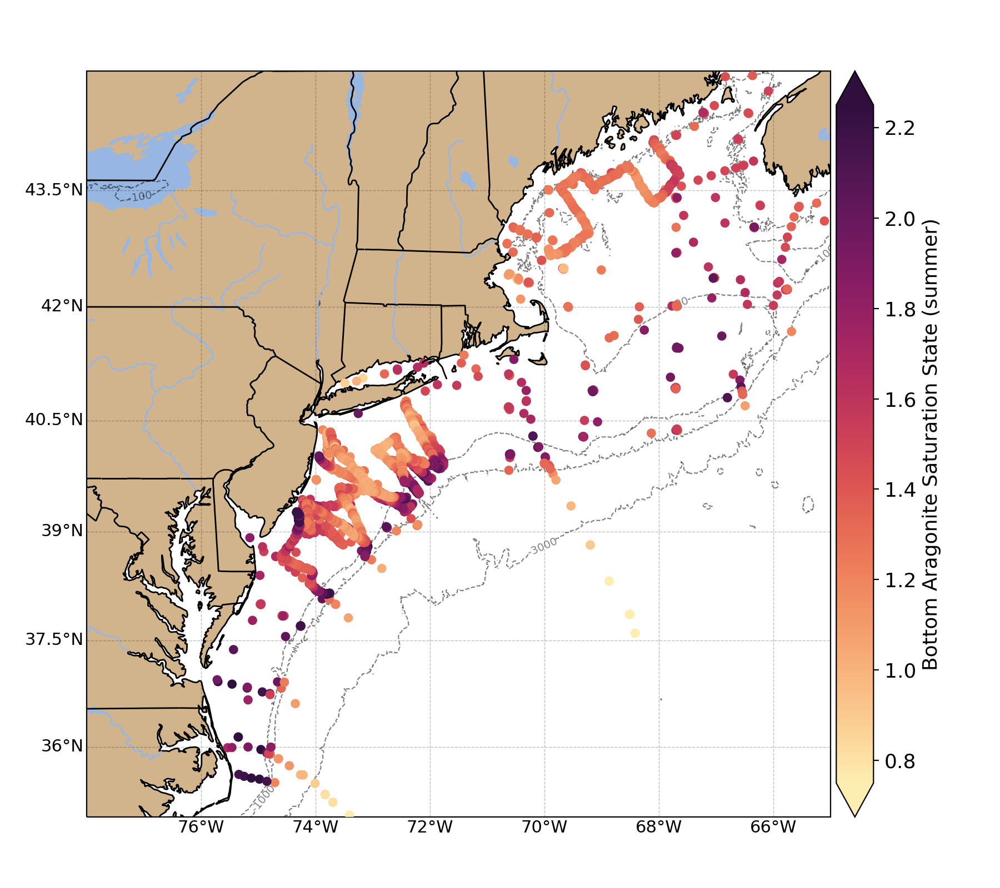 43.5°N
42°N
40.5°N
39°N
37.5°N
36°N
76°W
74°W
72°W
70°W
68°W
66°W
100
3000
1000
2.2
2.0
1.8
1.6
1.4
1.2
1.0
0.8
Bottom Aragonite Saturation State (summer)